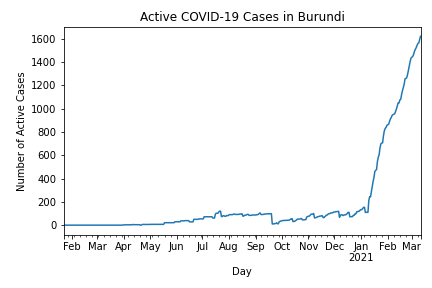 Active COVID-19 Cases in Burundi
Number of Active Cases
1600
1400
1200
1000
800
600
400
200
0
Feb Mar Apr May Jun Jul Aug Sep Oct Nov Dec Jan Feb Mar
2021
Day